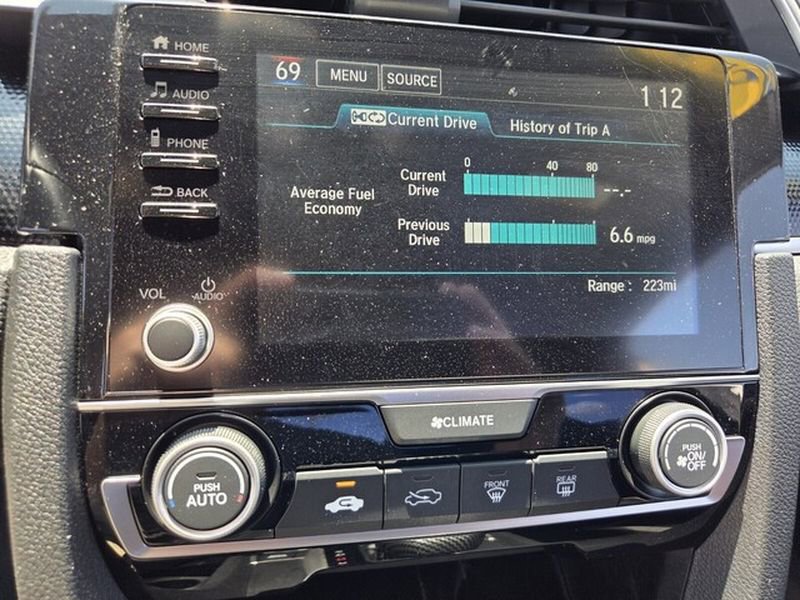 HOME
69 MENU SOURCE
1 12
AUDIO
Current Drive History of Trip A
PHONE
0 40 80
Current
Drive --.-
Average Fuel
Economy
BACK
Previous
Drive 6.6 mpg
Range : 223mi
VOL AUDIO
CLIMATE
PUSH
AUTO
FRONT
REAR
PUSH
ON/
OFF